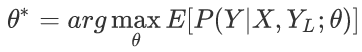 θ* = arg max_θ E[P(Y|X, Y_L; θ)]